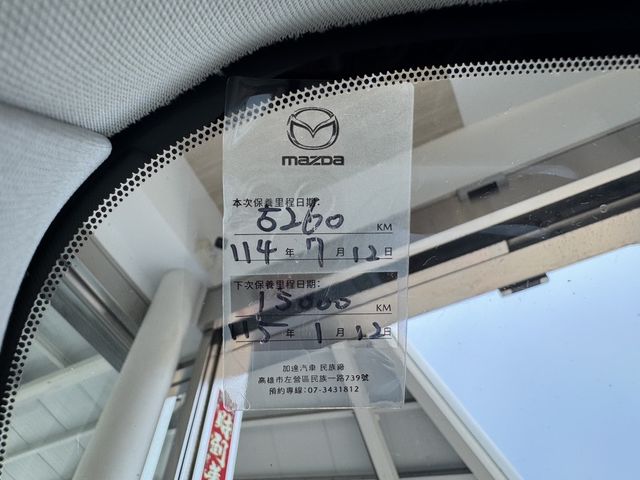 mazda
本次保養里程日期:
5260 KM
114 年 7 月 12 日
下次保養里程日期:
15000 KM
115 年 1 月 12 日
加達汽車 民族廠
高雄市左營區民族一路739號
預約專線:07-3431812